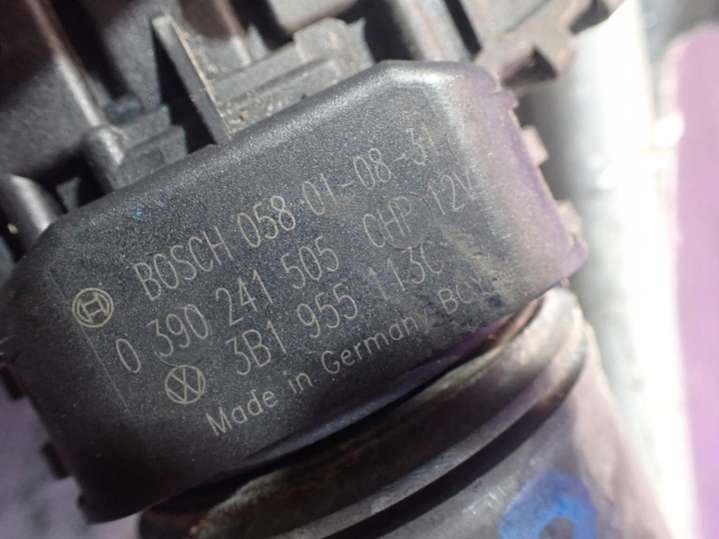 BOSCH 058 01-08-31
0 390 241 505 CHP 12V
3B1 955 113C
Made in Germany